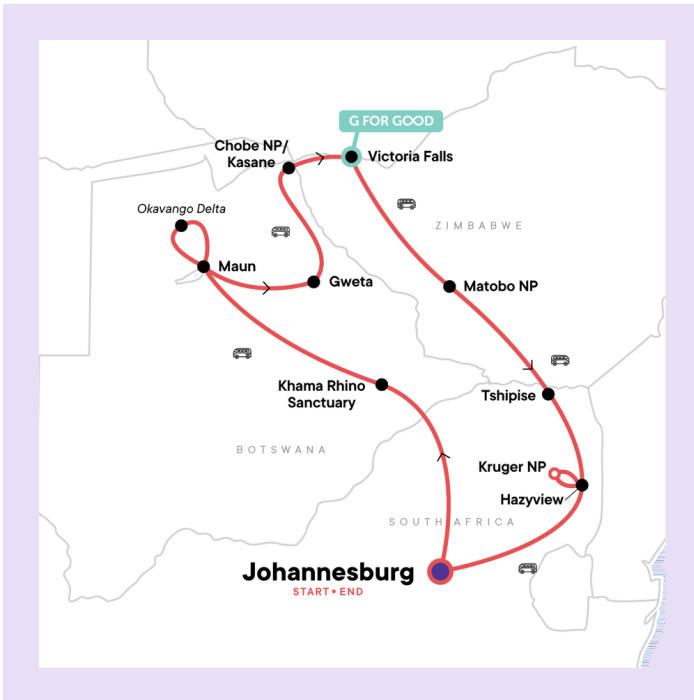 G FOR GOOD
Chobe NP/
Kasane
Victoria Falls
Okavango Delta
ZIMBABWE
Maun
Gweta
Matobo NP
Khama Rhino
Sanctuary
Tshipise
BOTSWANA
Kruger NP
Hazyview
SOUTH AFRICA
Johannesburg
START • END